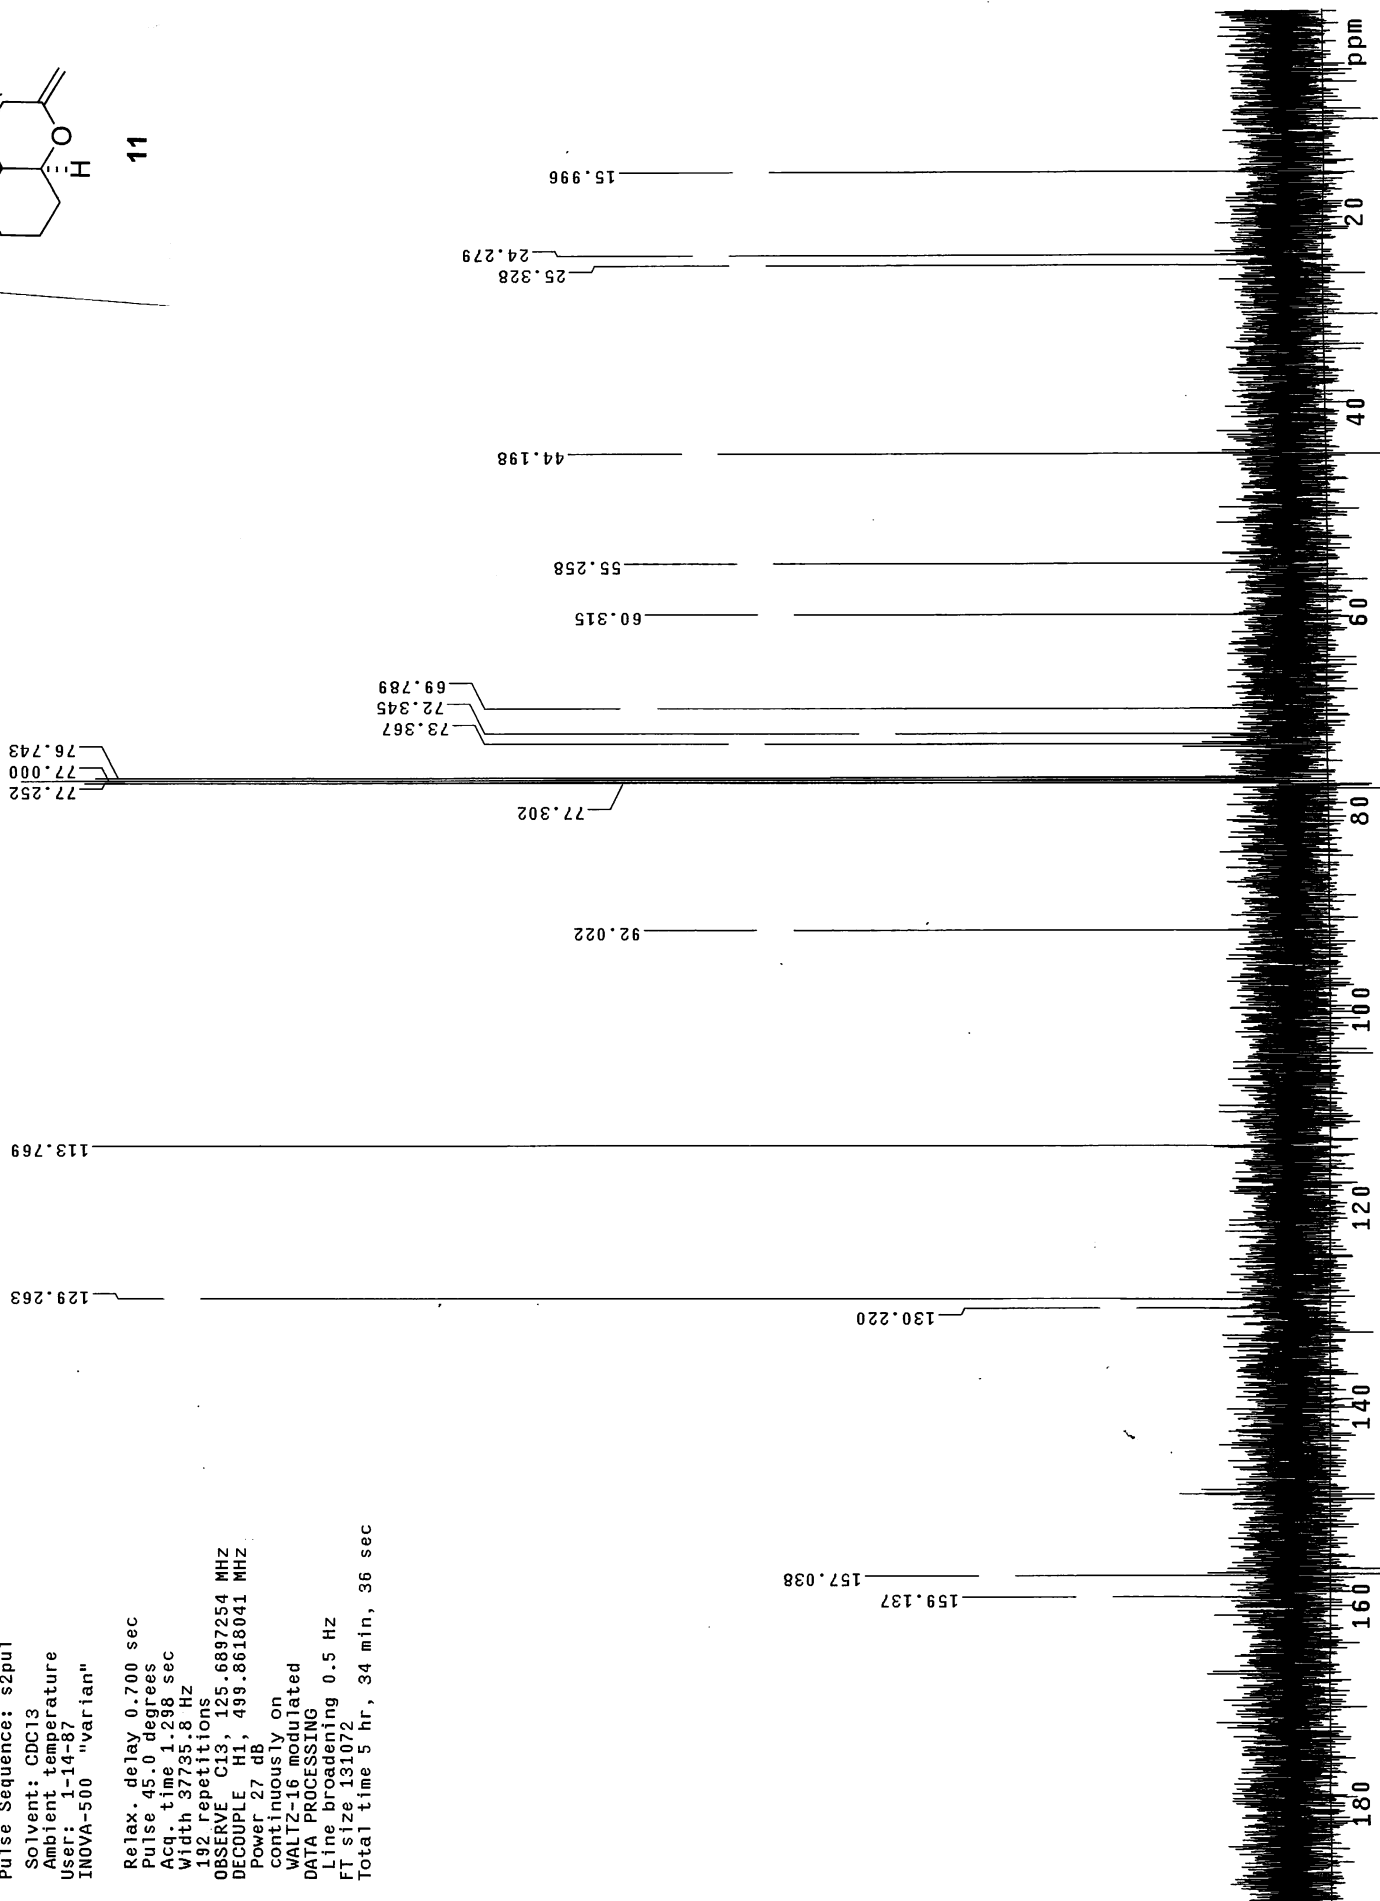 Pulse Sequence: s2pul
Solvent: CDCl3
Ambient temperature
User: 1-14-87
INOVA-500 "varian"
Relax. delay 0.700 sec
Pulse 45.0 degrees
Acq. time 1.298 sec
Width 37735.8 Hz
192 repetitions
OBSERVE C13, 125.6897254 MHz
DECOUPLE H1, 499.8618041 MHz
Power 27 dB
continuously on
WALTZ-16 modulated
DATA PROCESSING
Line broadening 0.5 Hz
FT size 131072
Total time 5 hr, 34 min, 36 sec
O
H
11
159.137
157.038
130.220
129.263
113.769
92.022
77.302
77.252
77.000
76.743
73.367
72.345
69.789
60.315
55.258
44.198
25.328
24.279
15.996
180
160
140
120
100
80
60
40
20
ppm